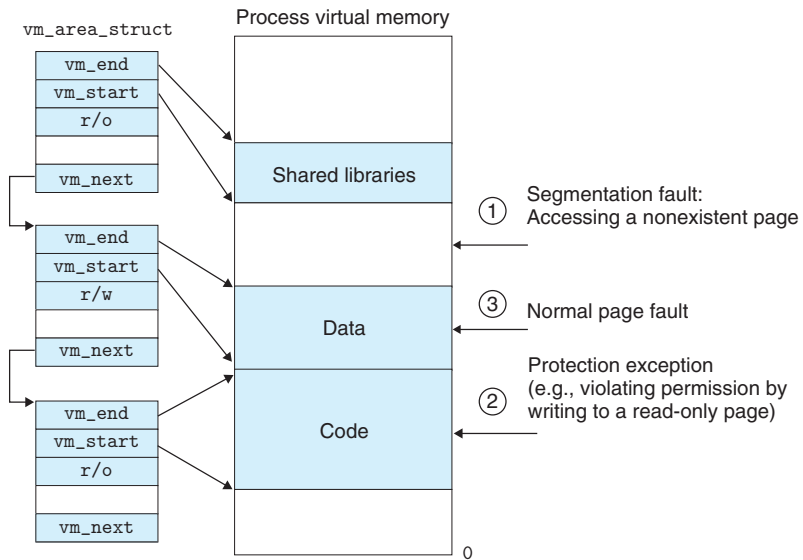 Process virtual memory
vm_area_struct
vm_end
vm_start
r/o
vm_next
vm_end
vm_start
r/w
vm_next
vm_end
vm_start
r/o
vm_next
Shared libraries
Data
Code
0
1
Segmentation fault:
Accessing a nonexistent page
3
Normal page fault
2
Protection exception
(e.g., violating permission by
writing to a read-only page)